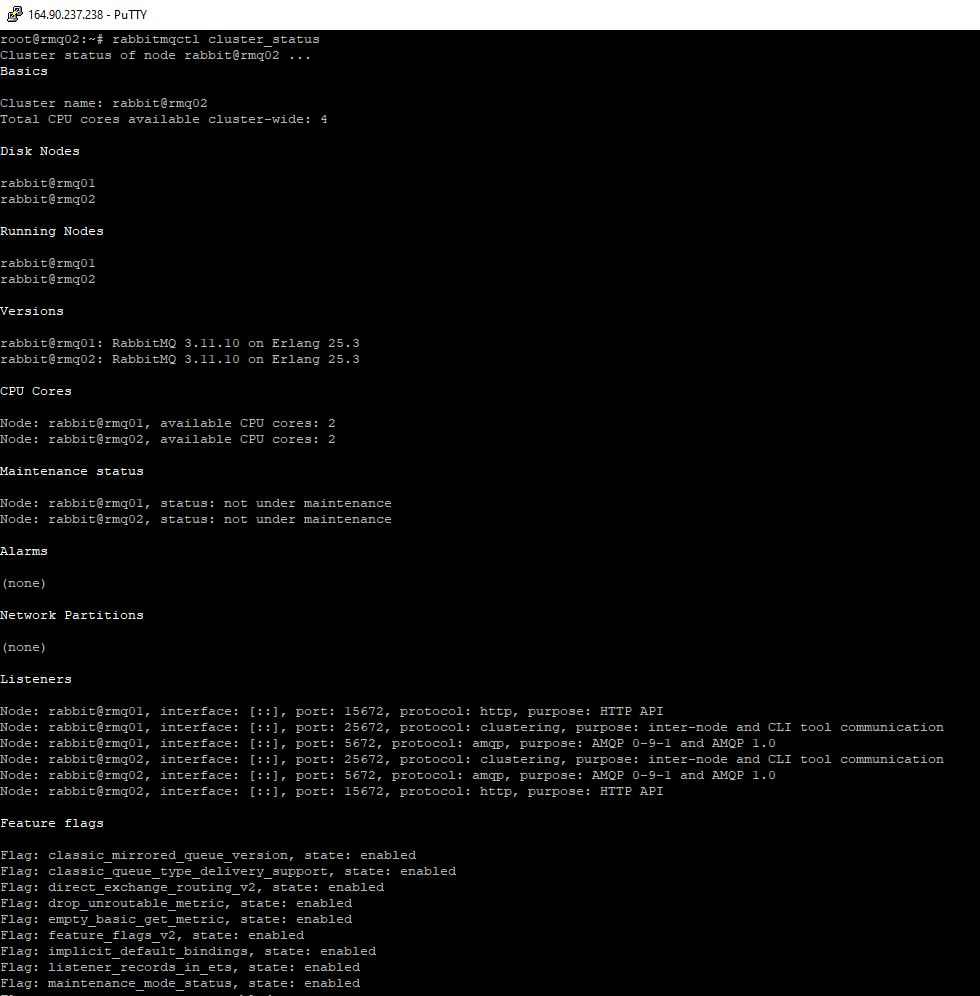 164.90.237.238 - PuTTY
root@rmq02:~# rabbitmqctl cluster_status
Cluster status of node rabbit@rmq02 ...
Basics
Cluster name: rabbit@rmq02
Total CPU cores available cluster-wide: 4
Disk Nodes
rabbit@rmq01
rabbit@rmq02
Running Nodes
rabbit@rmq01
rabbit@rmq02
Versions
rabbit@rmq01: RabbitMQ 3.11.10 on Erlang 25.3
rabbit@rmq02: RabbitMQ 3.11.10 on Erlang 25.3
CPU Cores
Node: rabbit@rmq01, available CPU cores: 2
Node: rabbit@rmq02, available CPU cores: 2
Maintenance status
Node: rabbit@rmq01, status: not under maintenance
Node: rabbit@rmq02, status: not under maintenance
Alarms
(none)
Network Partitions
(none)
Listeners
Node: rabbit@rmq01, interface: [::], port: 15672, protocol: http, purpose: HTTP API
Node: rabbit@rmq01, interface: [::], port: 25672, protocol: clustering, purpose: inter-node and CLI tool communication
Node: rabbit@rmq01, interface: [::], port: 5672, protocol: amqp, purpose: AMQP 0-9-1 and AMQP 1.0
Node: rabbit@rmq02, interface: [::], port: 25672, protocol: clustering, purpose: inter-node and CLI tool communication
Node: rabbit@rmq02, interface: [::], port: 5672, protocol: amqp, purpose: AMQP 0-9-1 and AMQP 1.0
Node: rabbit@rmq02, interface: [::], port: 15672, protocol: http, purpose: HTTP API
Feature flags
Flag: classic_mirrored_queue_version, state: enabled
Flag: classic_queue_type_delivery_support, state: enabled
Flag: direct_exchange_routing_v2, state: enabled
Flag: drop_unroutable_metric, state: enabled
Flag: empty_basic_get_metric, state: enabled
Flag: feature_flags_v2, state: enabled
Flag: implicit_default_bindings, state: enabled
Flag: listener_records_in_ets, state: enabled
Flag: maintenance_mode_status, state: enabled